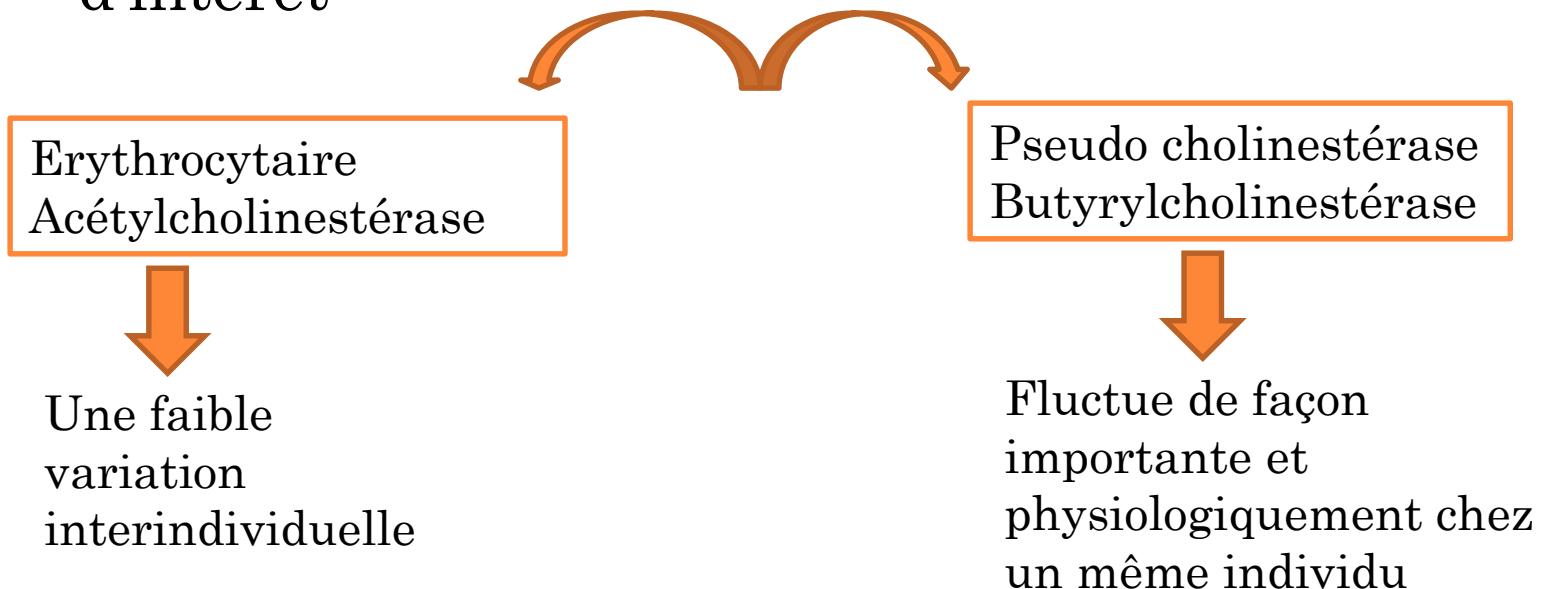 d'intérêt
Erythrocytaire
Acétylcholinestérase
Pseudo cholinestérase
Butyrylcholinestérase
Une faible
variation
interindividuelle
Fluctue de façon
importante et
physiologiquement chez
un même individu